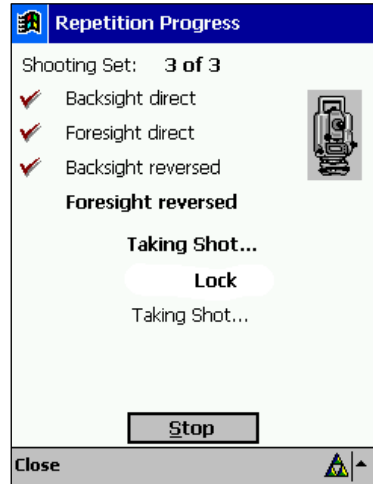 Repetition Progress
Shooting Set: 3 of 3
Backsight direct
Foresight direct
Backsight reversed
Foresight reversed
Taking Shot...
Lock
Taking Shot...
Stop
Close